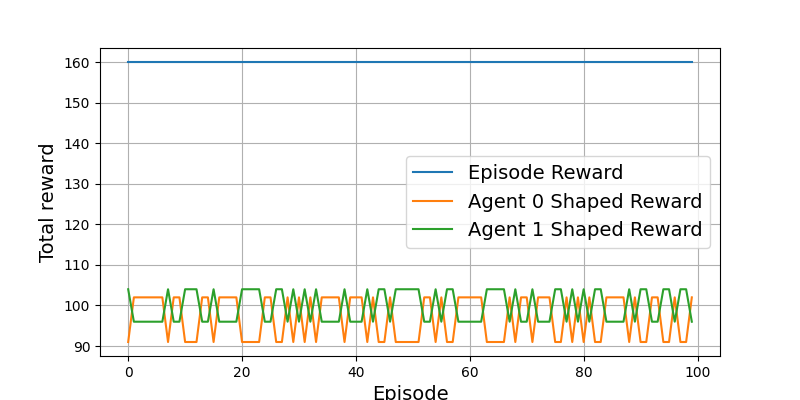 160
150
140
130
120
110
100
90
Total reward
Episode Reward
Agent 0 Shaped Reward
Agent 1 Shaped Reward
0 20 40 60 80 100
Episode